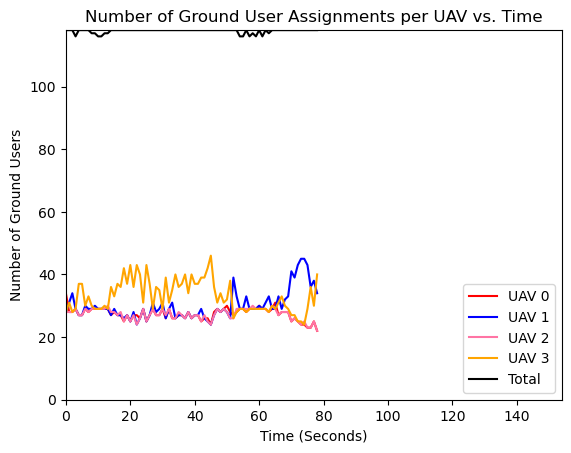 Number of Ground User Assignments per UAV vs. Time
Number of Ground Users
100
80
60
40
20
0
0 20 40 60 80 100 120 140
Time (Seconds)
UAV 0
UAV 1
UAV 2
UAV 3
Total